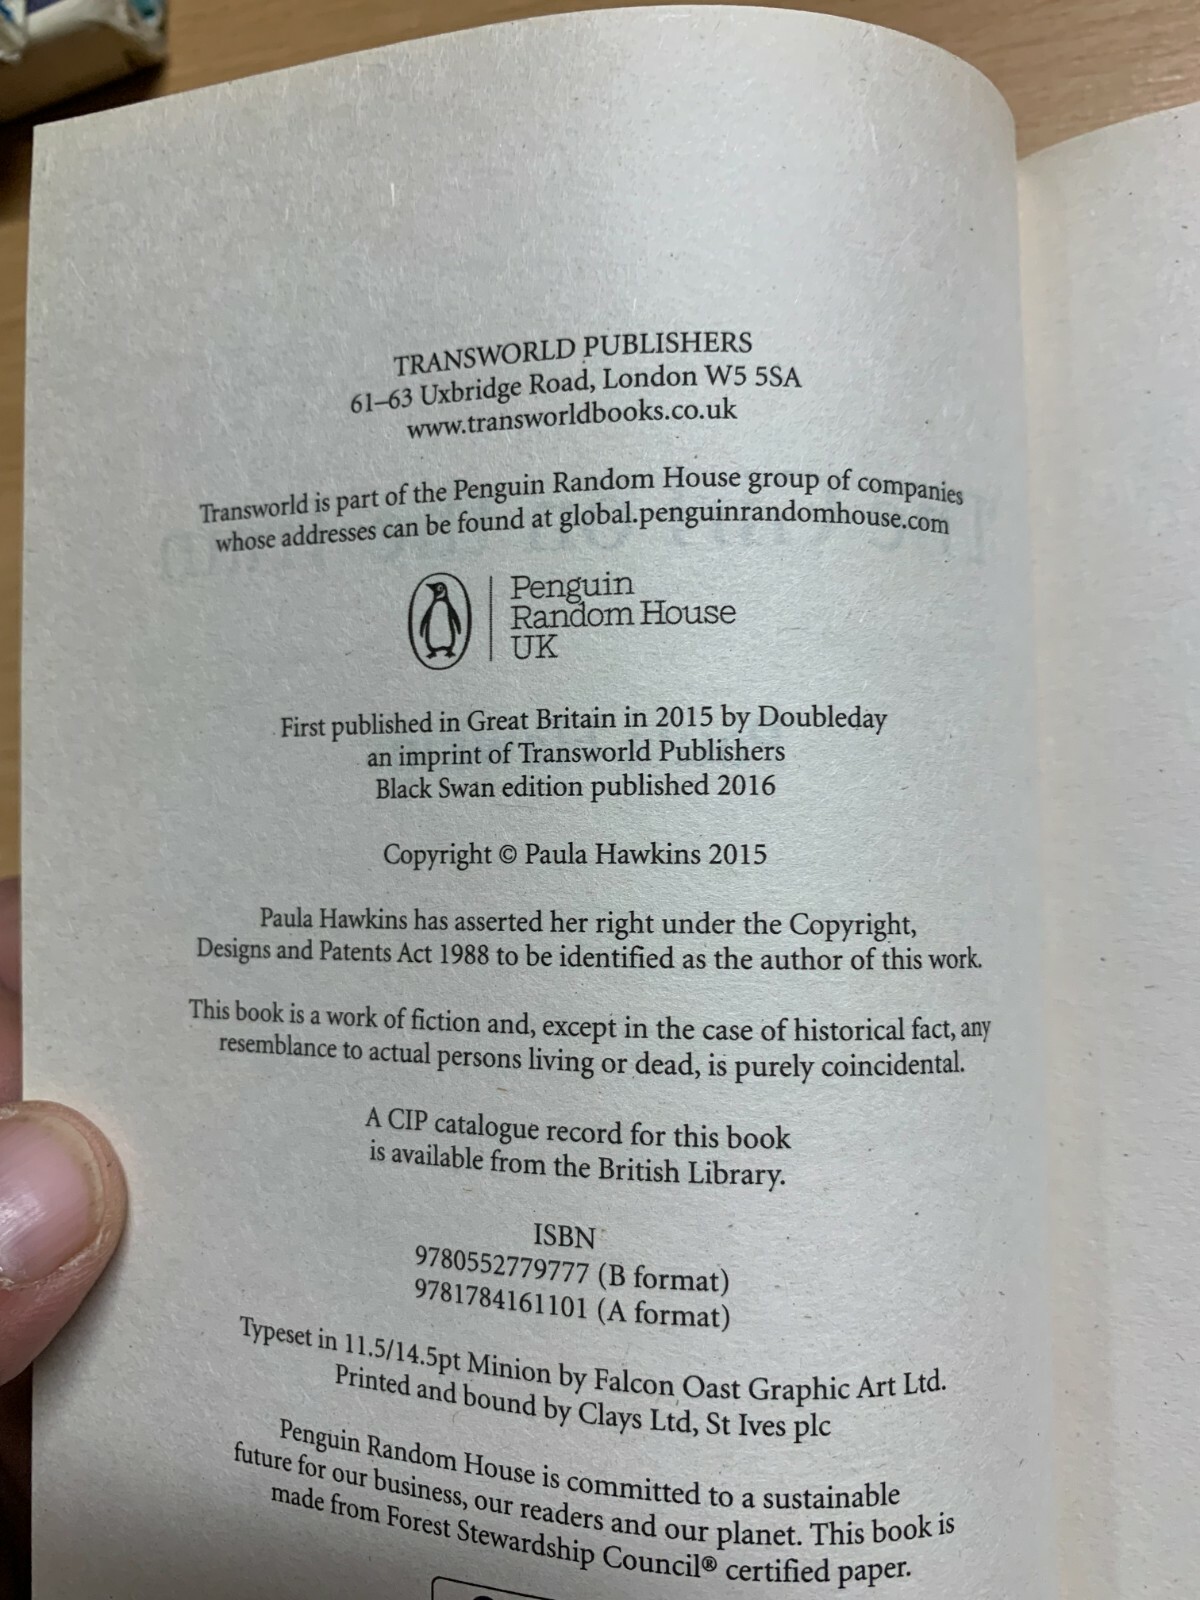 TRANSWORLD PUBLISHERS
61–63 Uxbridge Road, London W5 5SA
www.transworldbooks.co.uk
Transworld is part of the Penguin Random House group of companies
whose addresses can be found at global.penguinrandomhouse.com
Penguin
Random House
UK
First published in Great Britain in 2015 by Doubleday
an imprint of Transworld Publishers
Black Swan edition published 2016
Copyright © Paula Hawkins 2015
Paula Hawkins has asserted her right under the Copyright,
Designs and Patents Act 1988 to be identified as the author of this work.
This book is a work of fiction and, except in the case of historical fact, any
resemblance to actual persons living or dead, is purely coincidental.
A CIP catalogue record for this book
is available from the British Library.
ISBN
9780552779777 (B format)
9781784161101 (A format)
Typeset in 11.5/14.5pt Minion by Falcon Oast Graphic Art Ltd.
Printed and bound by Clays Ltd, St Ives plc
Penguin Random House is committed to a sustainable
future for our business, our readers and our planet. This book is
made from Forest Stewardship Council® certified paper.